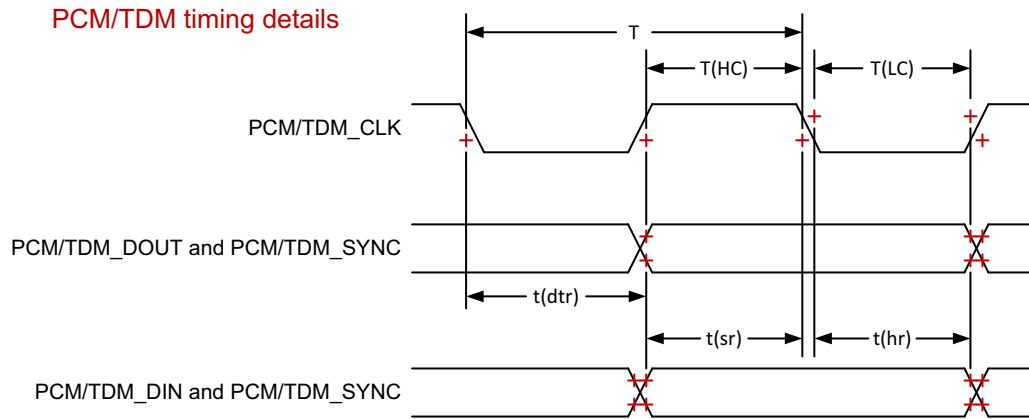 PCM/TDM timing details
T
T(HC)
T(LC)
PCM/TDM_CLK
PCM/TDM_DOUT and PCM/TDM_SYNC
t(dtr)
t(sr)
t(hr)
PCM/TDM_DIN and PCM/TDM_SYNC